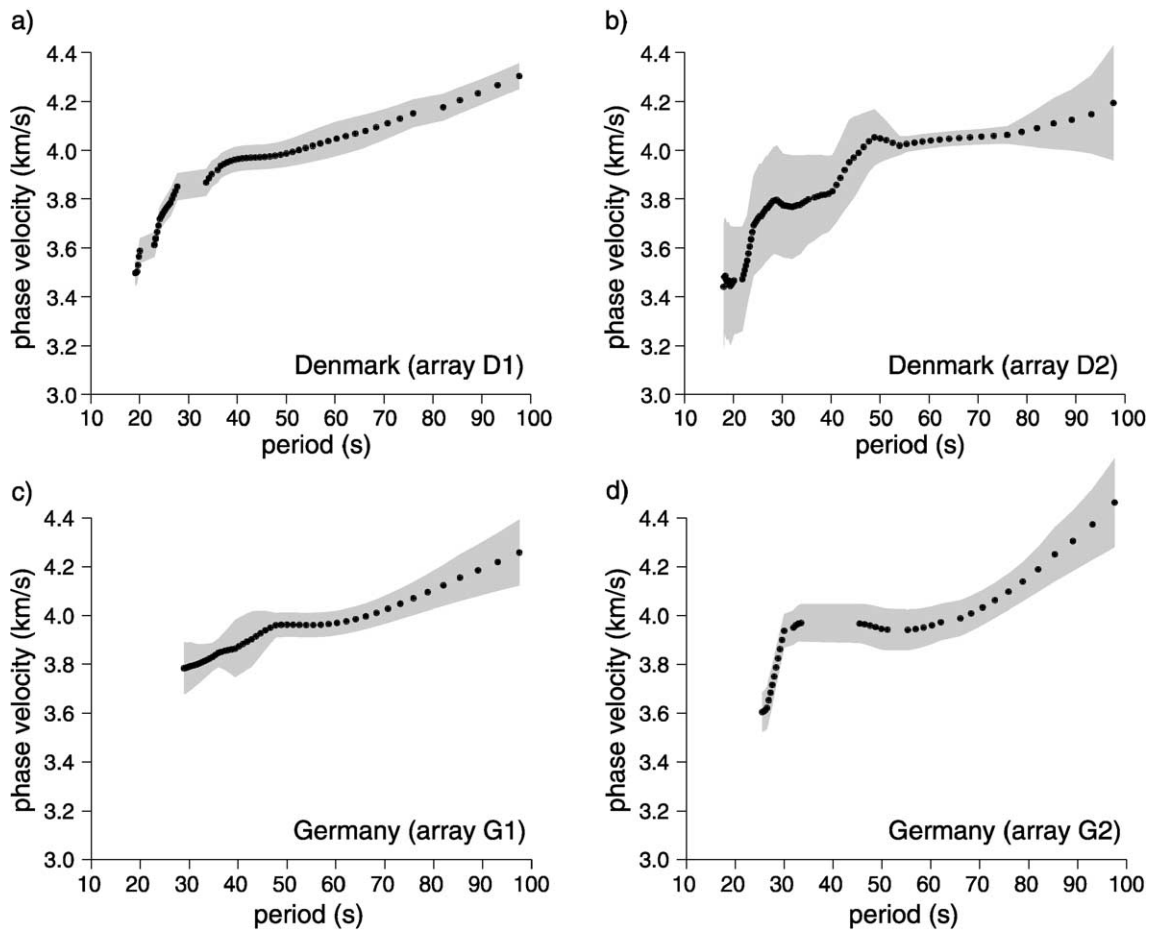 a)
4.4
4.2
4.0
3.8
3.6
3.4
3.2
3.0
phase velocity (km/s)
Denmark (array D1)
10 20 30 40 50 60 70 80 90 100
period (s)
b)
4.4
4.2
4.0
3.8
3.6
3.4
3.2
3.0
phase velocity (km/s)
Denmark (array D2)
10 20 30 40 50 60 70 80 90 100
period (s)
c)
4.4
4.2
4.0
3.8
3.6
3.4
3.2
3.0
phase velocity (km/s)
Germany (array G1)
10 20 30 40 50 60 70 80 90 100
period (s)
d)
4.4
4.2
4.0
3.8
3.6
3.4
3.2
3.0
phase velocity (km/s)
Germany (array G2)
10 20 30 40 50 60 70 80 90 100
period (s)